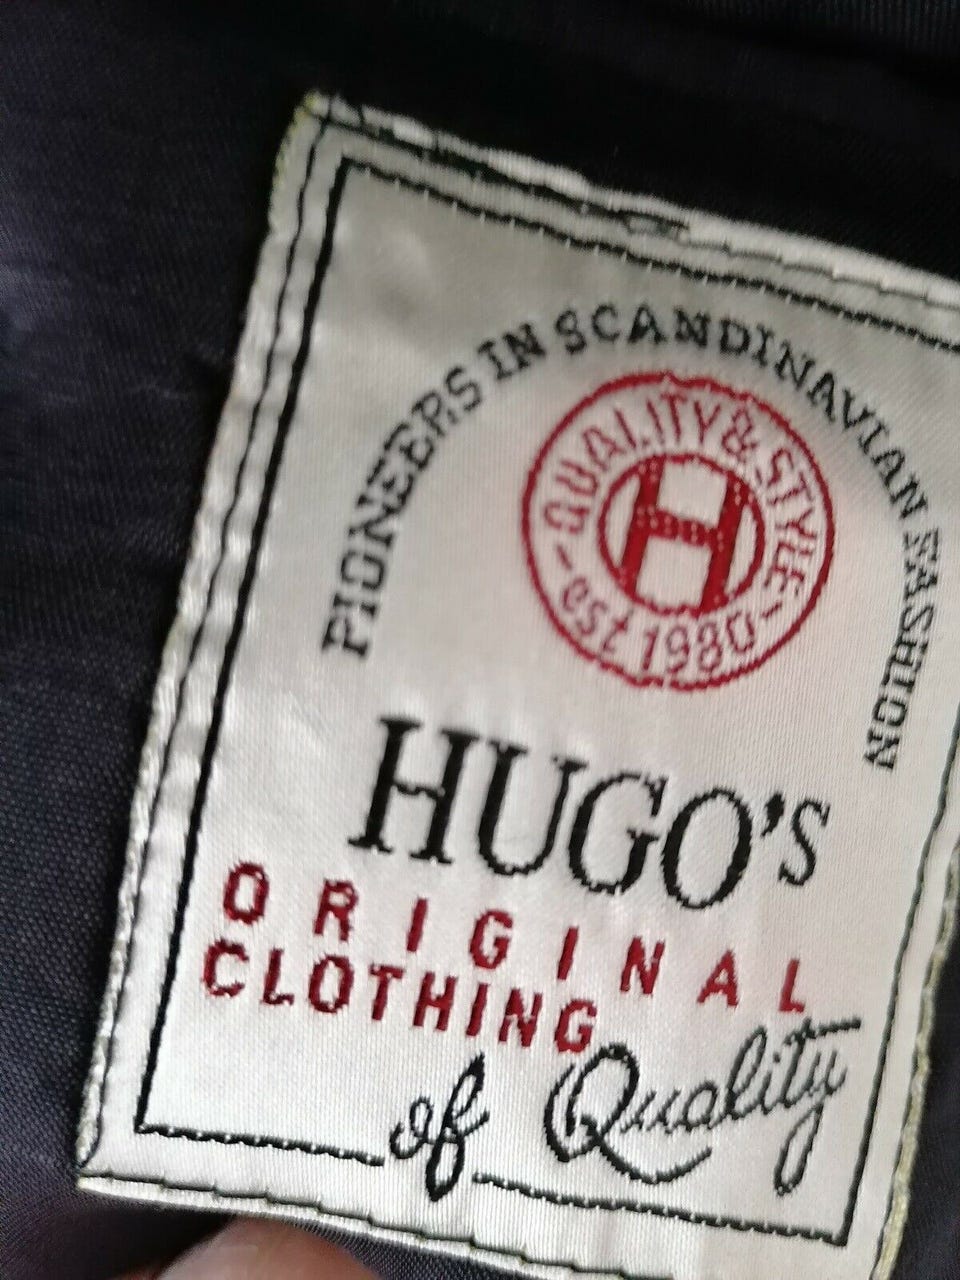 PIONEERS IN SCANDINAVIAN FASHION
QUALITY & STYLE
H
- est 1980 -
HUGO'S
ORIGINAL
CLOTHING
of Quality